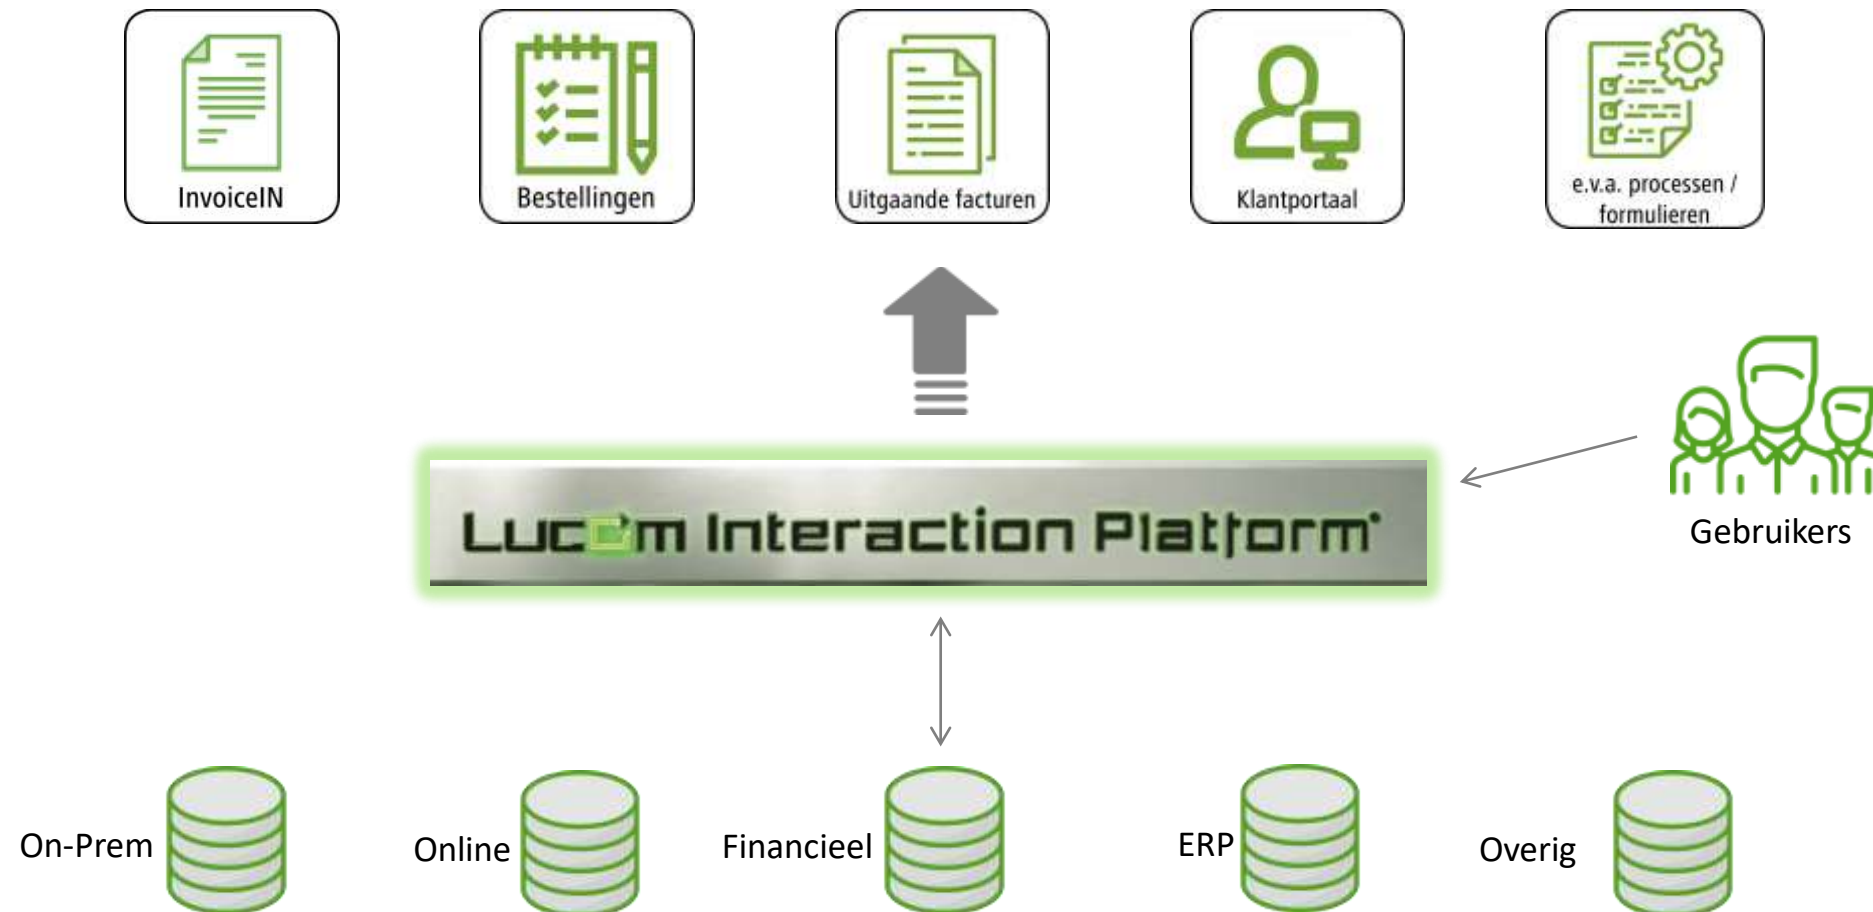 InvoiceIN
Bestellingen
Uitgaande facturen
Klantportaal
e.v.a. processen /
formulieren
Lucom Interaction Platform
Gebruikers
On-Prem
Online
Financieel
ERP
Overig